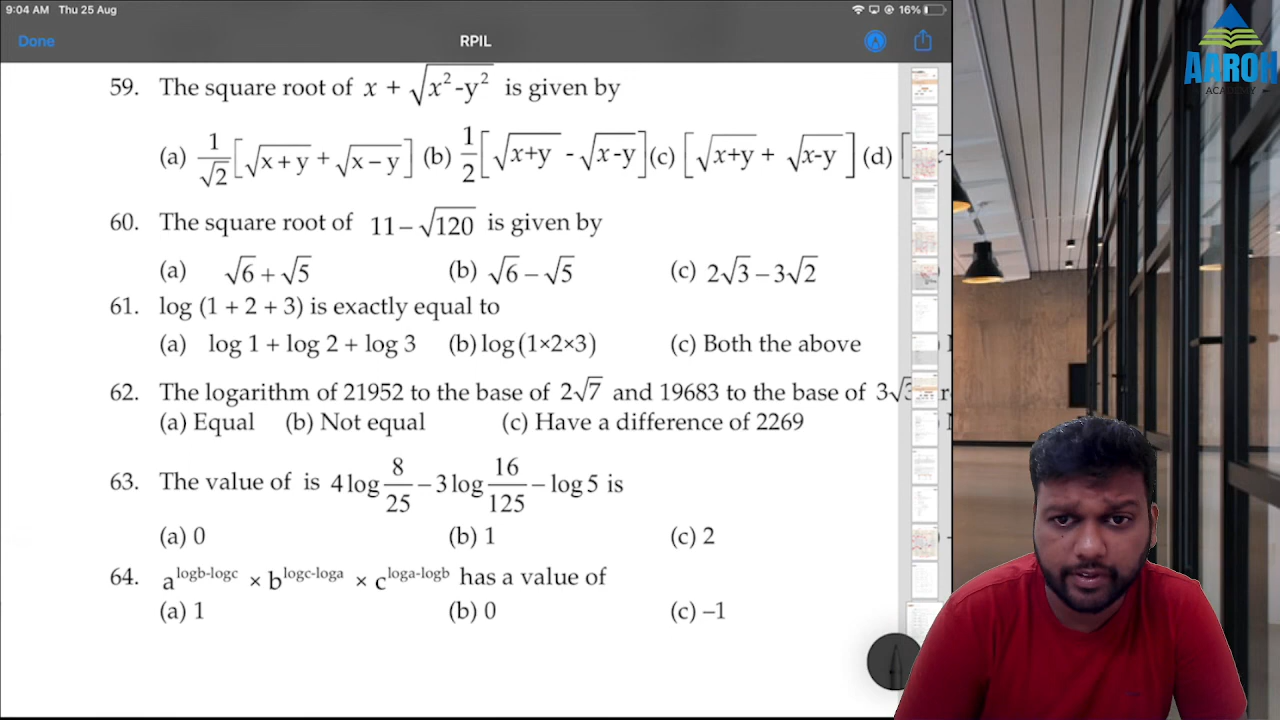 9:04 AM Thu 25 Aug 16%
Done RPIL
AAROH
ACADEMY
59. The square root of x + √(x²-y²) is given by
(a) 1/√2 [√(x+y) + √(x−y)] (b) 1/2 [√(x+y) - √(x-y)] (c) [√(x+y) + √(x-y)] (d) [
60. The square root of 11 – √120 is given by
(a) √6 + √5 (b) √6 – √5 (c) 2√3 – 3√2
61. log (1 + 2 + 3) is exactly equal to
(a) log 1 + log 2 + log 3 (b) log (1×2×3) (c) Both the above
62. The logarithm of 21952 to the base of 2√7 and 19683 to the base of 3√3
(a) Equal (b) Not equal (c) Have a difference of 2269
63. The value of is 4log 8/25 – 3log 16/125 – log 5 is
(a) 0 (b) 1 (c) 2
64. a^(logb-logc) × b^(logc-loga) × c^(loga-logb) has a value of
(a) 1 (b) 0 (c) –1